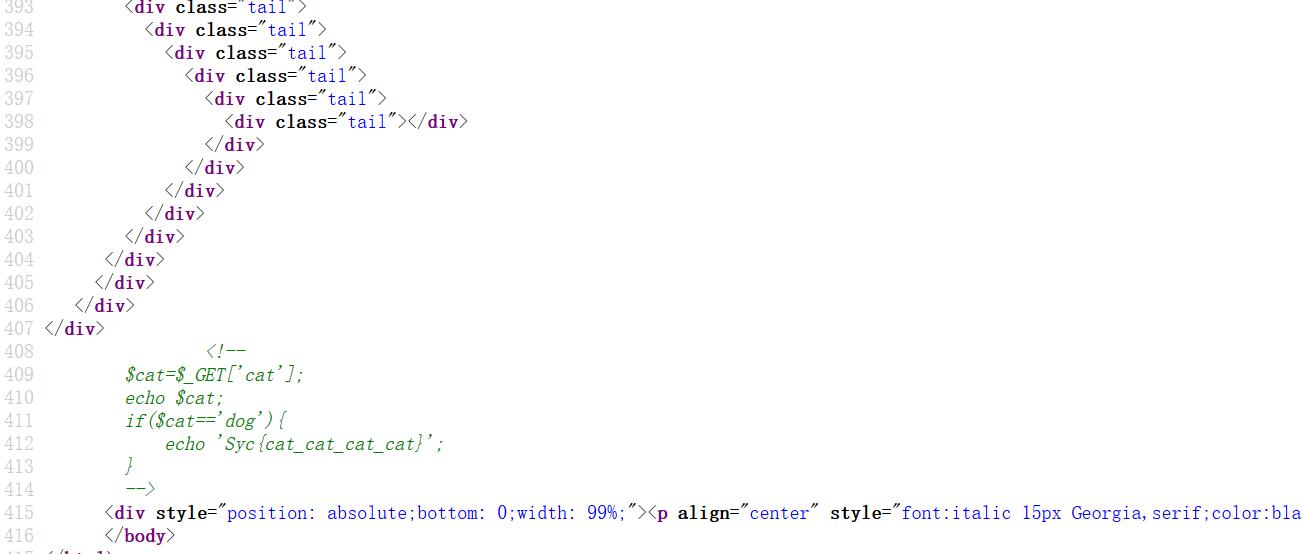 393 <div class="tail">
394 <div class="tail">
395 <div class="tail">
396 <div class="tail">
397 <div class="tail">
398 <div class="tail"></div>
399 </div>
400 </div>
401 </div>
402 </div>
403 </div>
404 </div>
405 </div>
406 </div>
407 </div>
408 <!--
409 $cat=$_GET['cat'];
410 echo $cat;
411 if($cat=='dog'){
412 echo 'Syc{cat_cat_cat_cat}';
413 }
414 -->
415 <div style="position: absolute;bottom: 0;width: 99%;"><p align="center" style="font:italic 15px Georgia,serif;color:bla
416 </body>
417 </html>